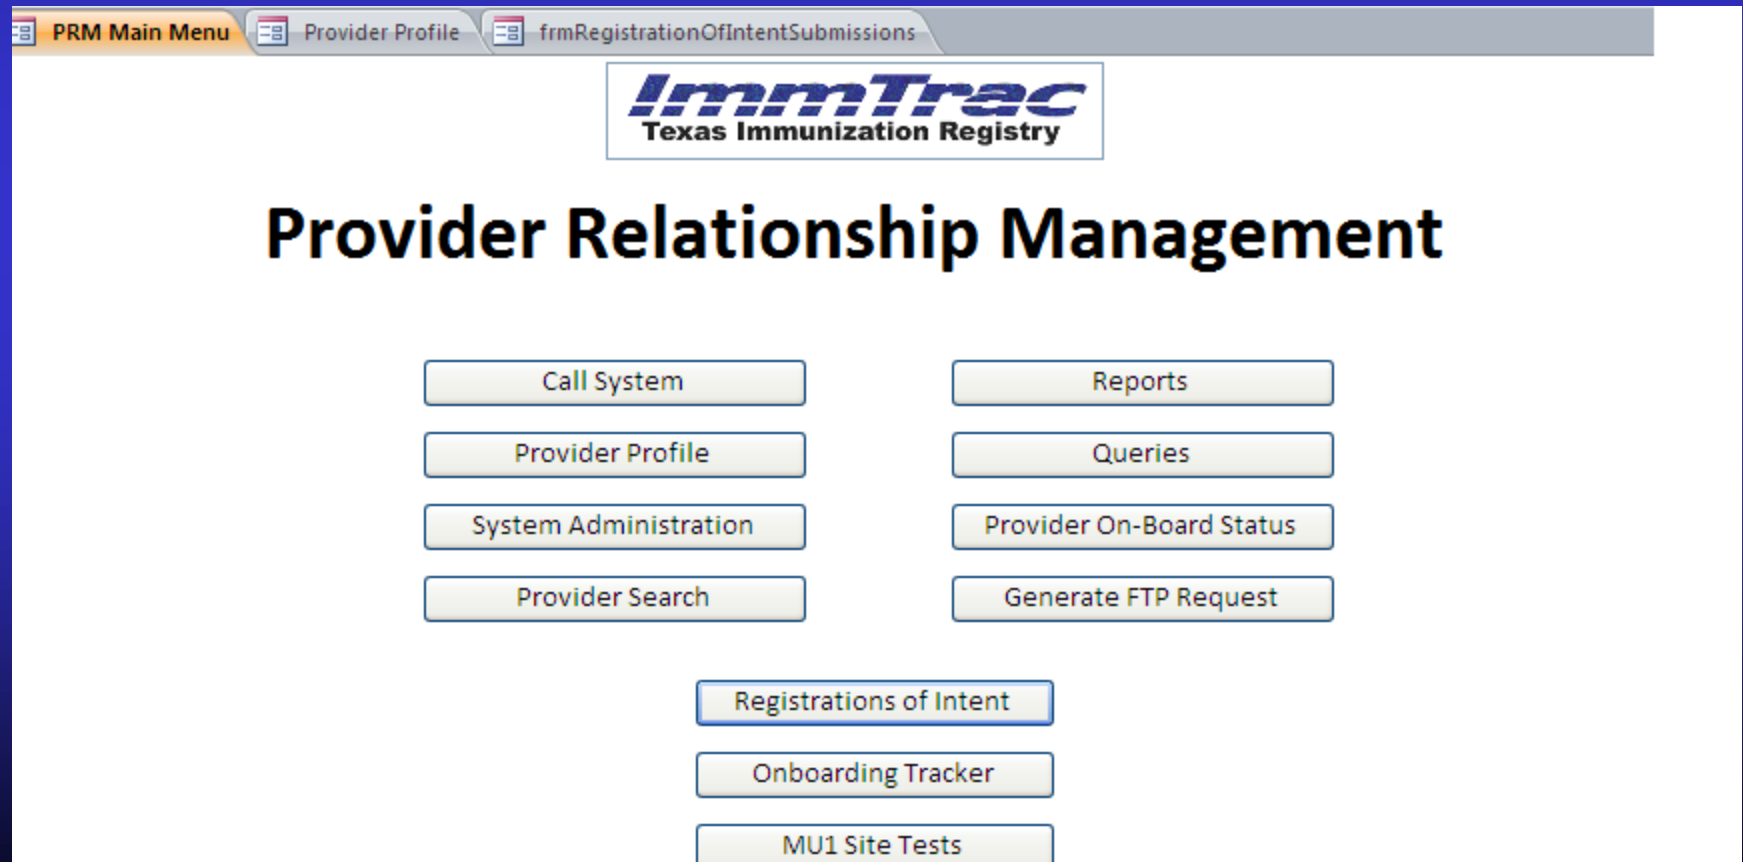 PRM Main Menu
Provider Profile
frmRegistrationOfIntentSubmissions
ImmTrac
Texas Immunization Registry
Provider Relationship Management
Call System
Reports
Provider Profile
Queries
System Administration
Provider On-Board Status
Provider Search
Generate FTP Request
Registrations of Intent
Onboarding Tracker
MU1 Site Tests